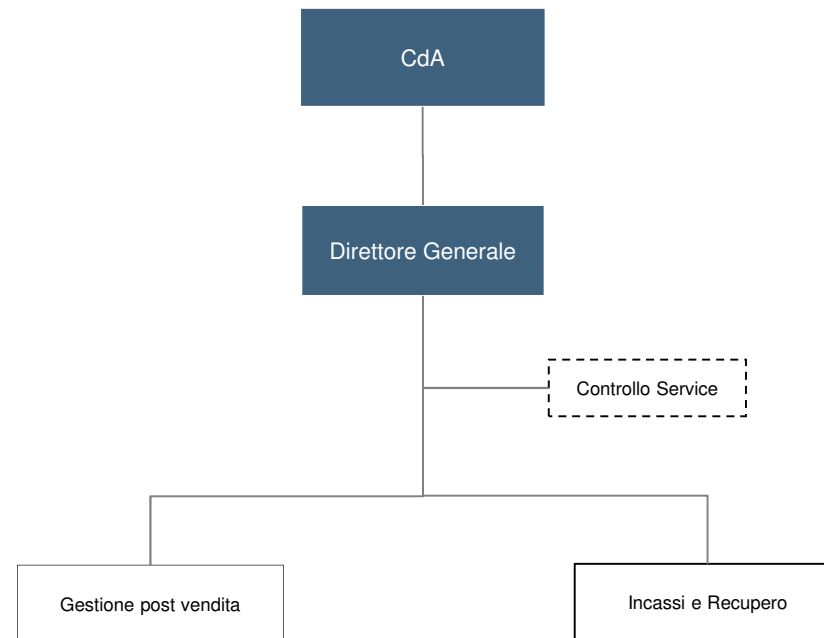 CdA
Direttore Generale
Controllo Service
Gestione post vendita
Incassi e Recupero